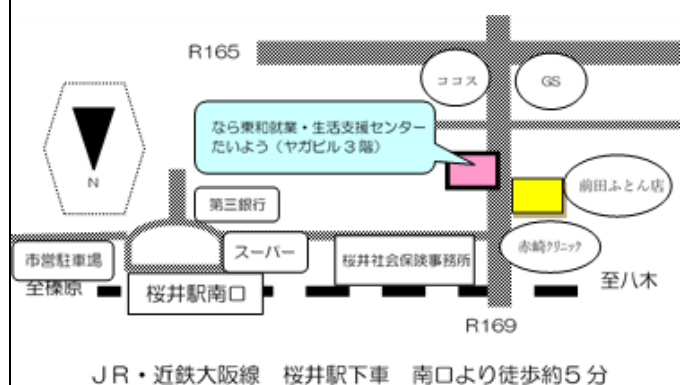 R165
ココス
GS
なら東和就業・生活支援センター
たいよう（ヤガビル3階）
N
前田ふとん店
第三銀行
スーパー
桜井社会保険事務所
赤崎クリニック
市営駐車場
至榛原
桜井駅南口
至八木
R169
JR・近鉄大阪線　桜井駅下車　南口より徒歩約5分